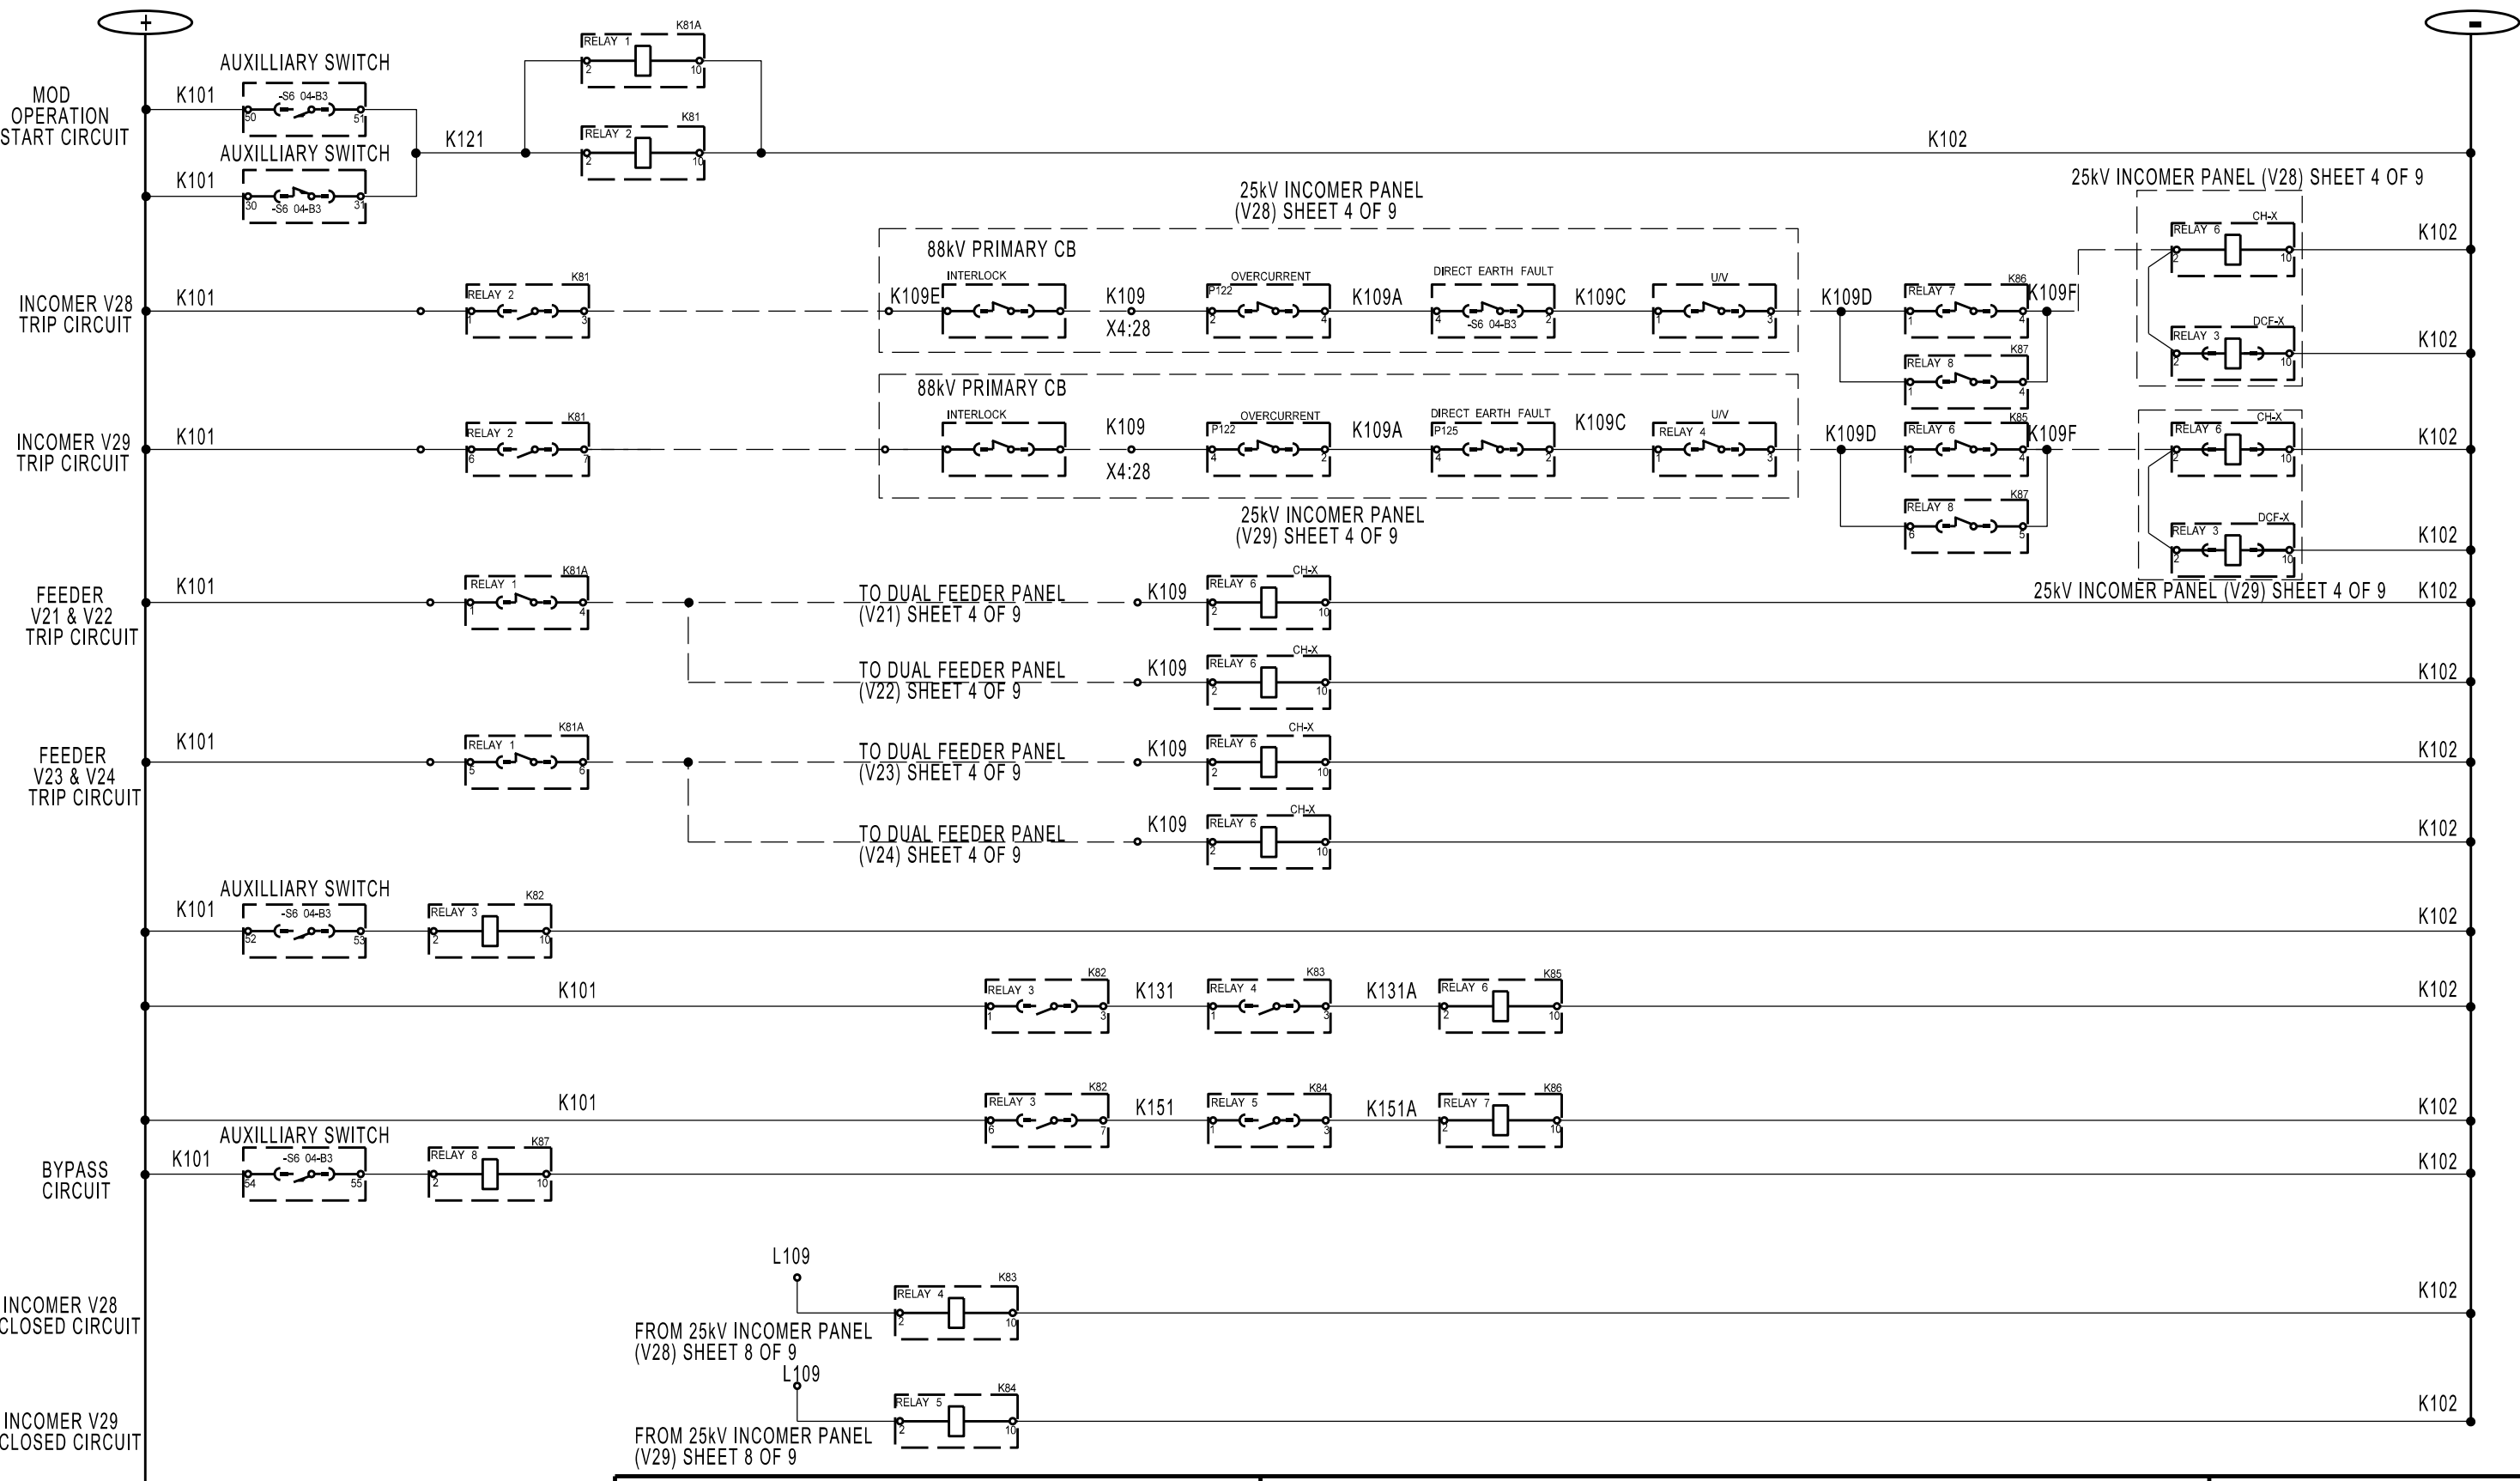 +
-
MOD
OPERATION
START CIRCUIT
K101
AUXILLIARY SWITCH
-S6 04-B3
50
51
K101
AUXILLIARY SWITCH
30
-S6 04-B3
31
K121
K81A
RELAY 1
2
10
K81
RELAY 2
2
10
K102
25kV INCOMER PANEL (V28) SHEET 4 OF 9
INCOMER V28
TRIP CIRCUIT
K101
K81
RELAY 2
1
3
25kV INCOMER PANEL
(V28) SHEET 4 OF 9
88kV PRIMARY CB
K109E
INTERLOCK
K109
X4:28
OVERCURRENT
P122
2
4
K109A
DIRECT EARTH FAULT
4
-S6 04-B3
2
K109C
U/V
1
3
K109D
K86
RELAY 7
1
4
K109F
K87
RELAY 8
1
4
CH-X
RELAY 6
2
10
K102
DCF-X
RELAY 3
2
10
K102
INCOMER V29
TRIP CIRCUIT
K101
K81
RELAY 2
6
7
88kV PRIMARY CB
INTERLOCK
K109
X4:28
OVERCURRENT
P122
4
2
K109A
DIRECT EARTH FAULT
P125
4
2
K109C
U/V
RELAY 4
1
3
25kV INCOMER PANEL
(V29) SHEET 4 OF 9
K109D
K85
RELAY 6
1
4
K109F
K87
RELAY 8
6
5
CH-X
RELAY 6
2
10
K102
DCF-X
RELAY 3
2
10
K102
25kV INCOMER PANEL (V29) SHEET 4 OF 9
FEEDER
V21 & V22
TRIP CIRCUIT
K101
K81A
RELAY 1
1
4
TO DUAL FEEDER PANEL
(V21) SHEET 4 OF 9
K109
CH-X
RELAY 6
2
10
K102
TO DUAL FEEDER PANEL
(V22) SHEET 4 OF 9
K109
CH-X
RELAY 6
2
10
K102
FEEDER
V23 & V24
TRIP CIRCUIT
K101
K81A
RELAY 1
5
6
TO DUAL FEEDER PANEL
(V23) SHEET 4 OF 9
K109
CH-X
RELAY 6
2
10
K102
TO DUAL FEEDER PANEL
(V24) SHEET 4 OF 9
K109
CH-X
RELAY 6
2
10
K102
AUXILLIARY SWITCH
K101
-S6 04-B3
52
53
K82
RELAY 3
2
10
K102
K101
K82
RELAY 3
1
3
K131
K83
RELAY 4
1
3
K131A
K85
RELAY 6
2
10
K102
K101
K82
RELAY 3
6
7
K151
K84
RELAY 5
1
3
K151A
K86
RELAY 7
2
10
K102
BYPASS
CIRCUIT
K101
AUXILLIARY SWITCH
-S6 04-B3
54
55
K87
RELAY 8
2
10
K102
INCOMER V28
CLOSED CIRCUIT
L109
FROM 25kV INCOMER PANEL
(V28) SHEET 8 OF 9
K83
RELAY 4
2
10
K102
INCOMER V29
CLOSED CIRCUIT
L109
FROM 25kV INCOMER PANEL
(V29) SHEET 8 OF 9
K84
RELAY 5
2
10
K102